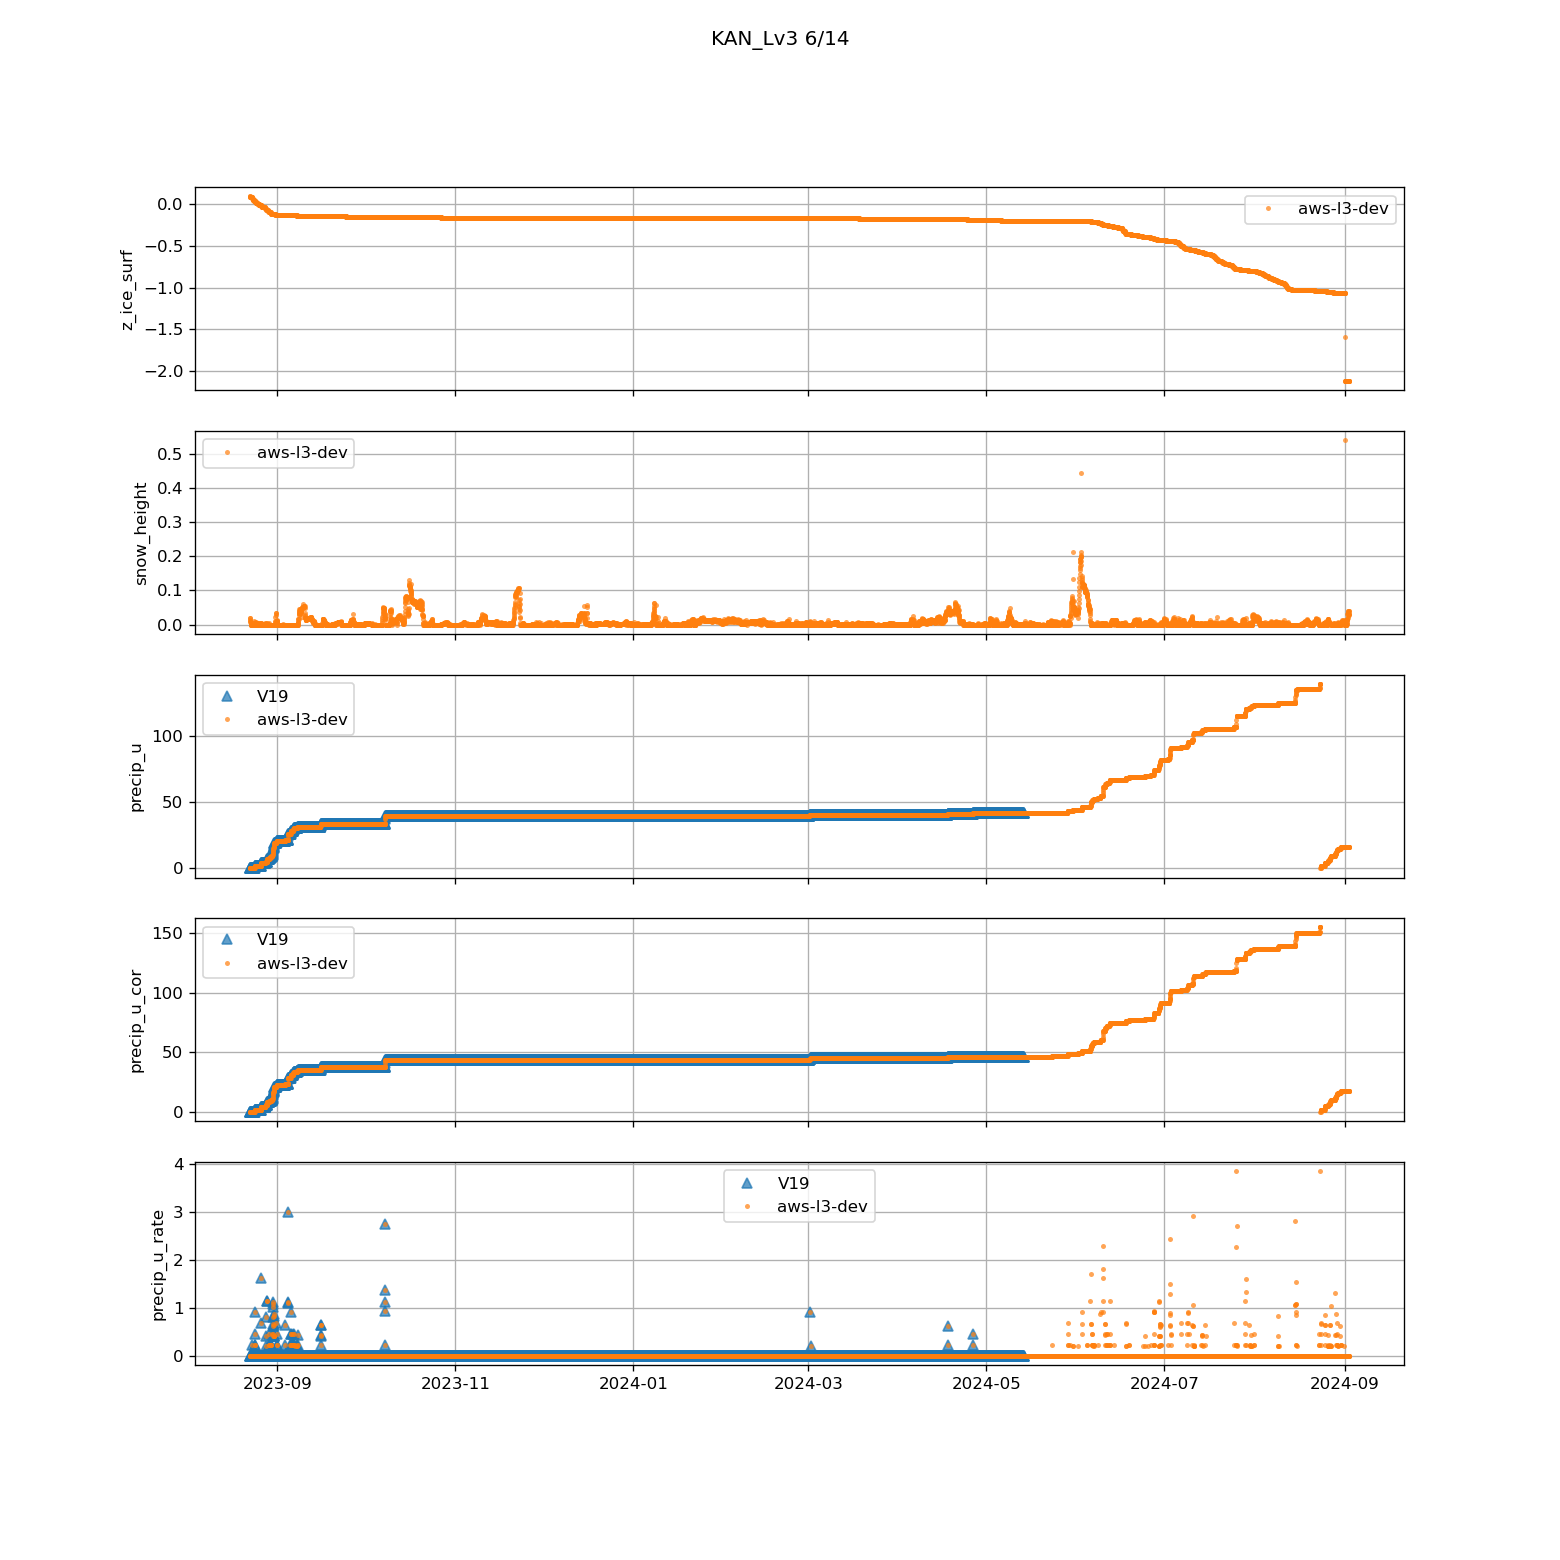 KAN_Lv3 6/14
z_ice_surf
0.0
−0.5
−1.0
−1.5
−2.0
aws-l3-dev
snow_height
0.5
0.4
0.3
0.2
0.1
0.0
aws-l3-dev
precip_u
100
50
0
V19
aws-l3-dev
precip_u_cor
150
100
50
0
V19
aws-l3-dev
precip_u_rate
4
3
2
1
0
V19
aws-l3-dev
2023-09 2023-11 2024-01 2024-03 2024-05 2024-07 2024-09